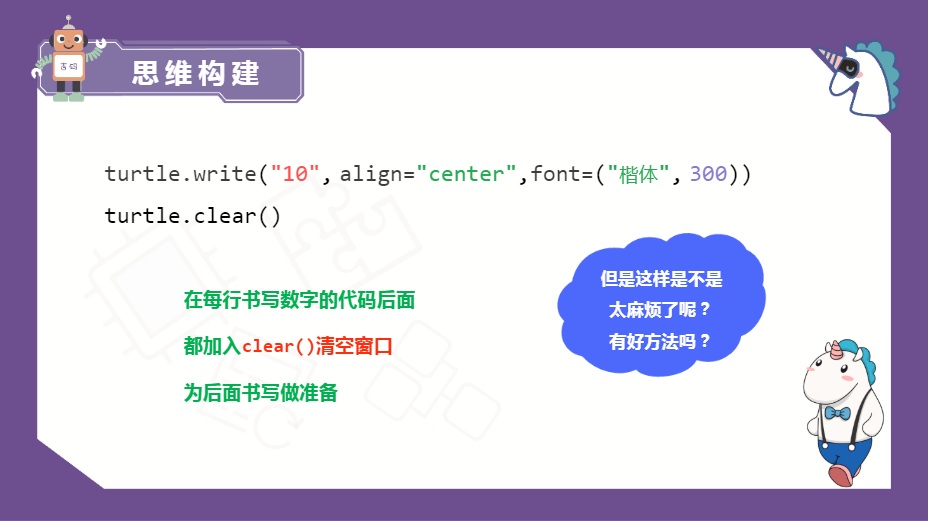 思维构建
turtle.write("10", align="center",font=("楷体", 300))
turtle.clear()
在每行书写数字的代码后面
都加入clear()清空窗口
为后面书写做准备
但是这样是不是
太麻烦了呢？
有好方法吗？